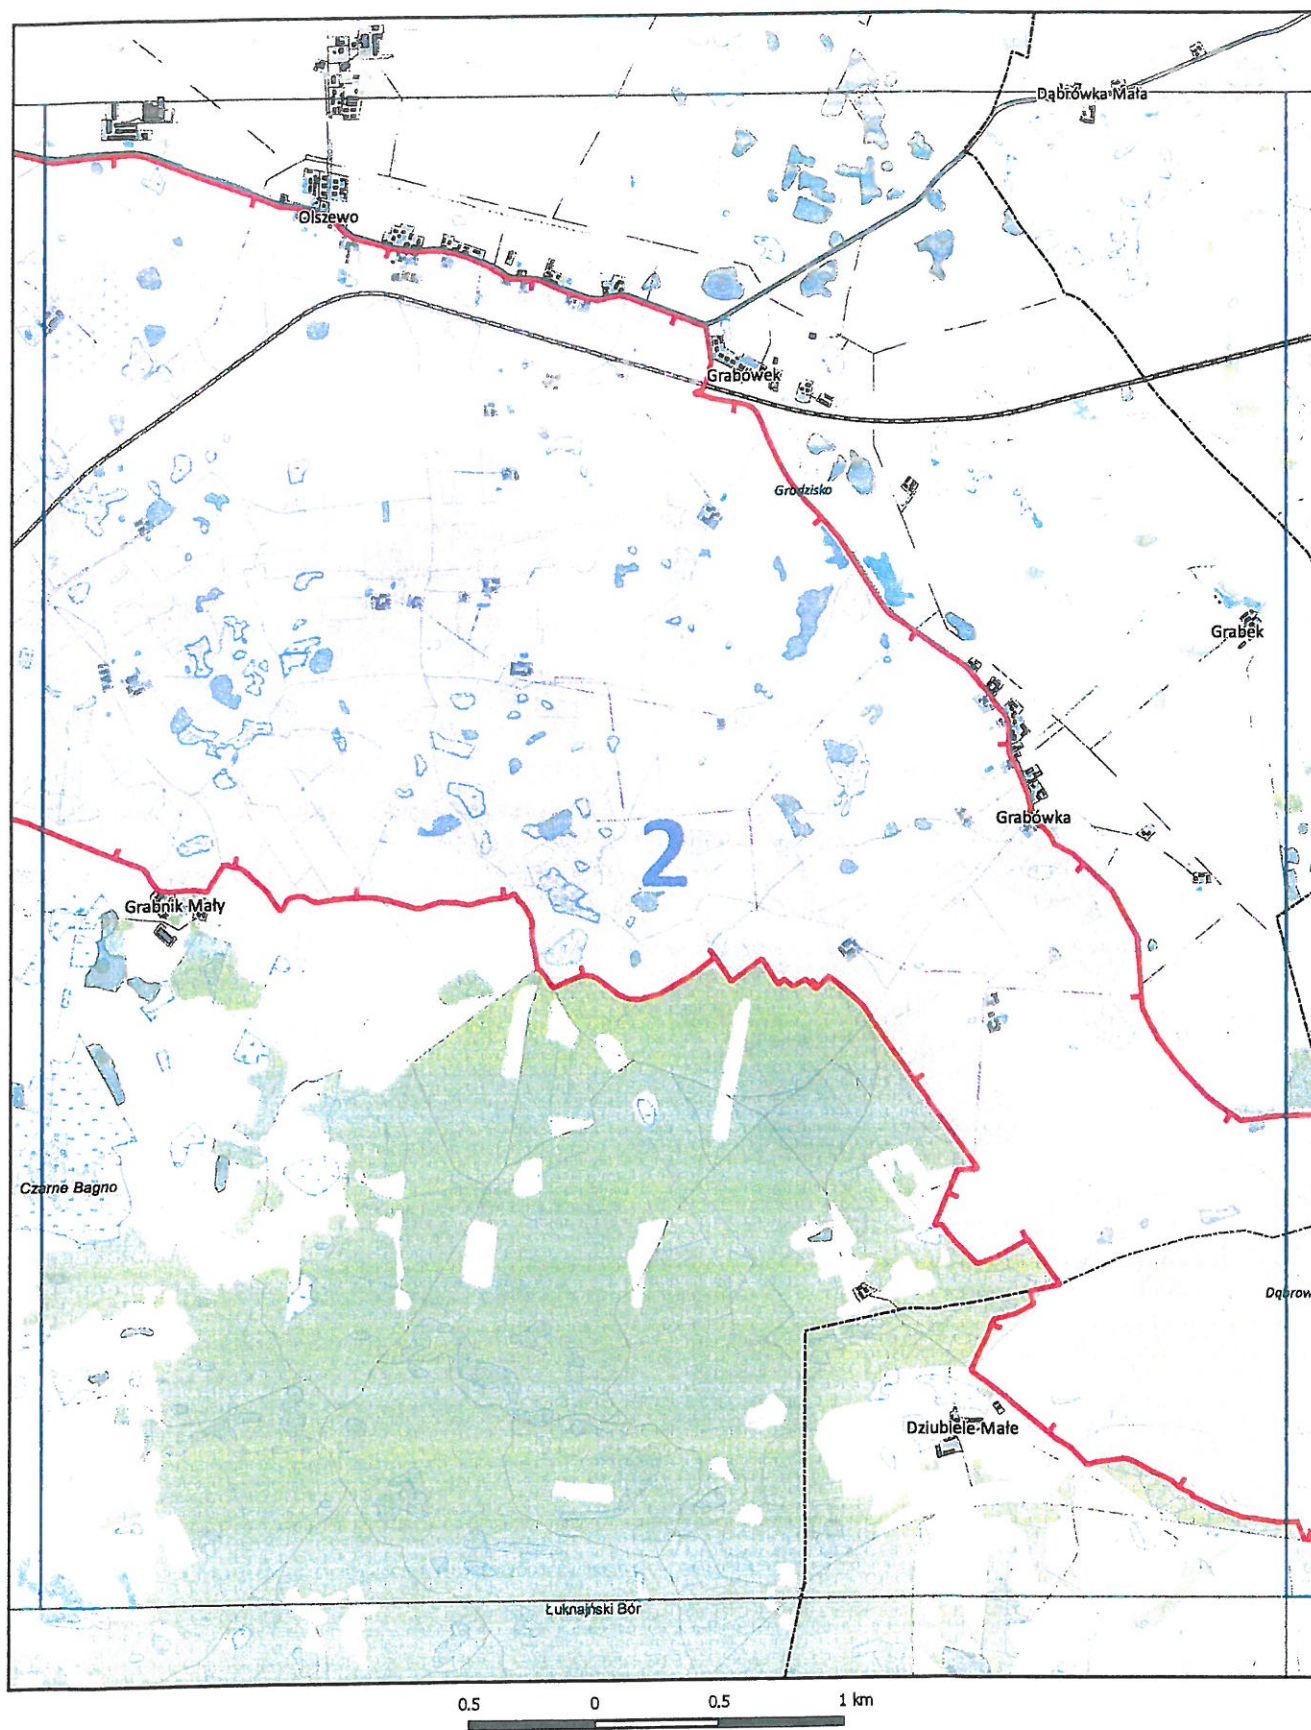 Dąbrówka Mała
Olszewo
Grabówek
Grodzisko
Grabek
Grabówka
2
Grabnik Mały
Czarne Bagno
Dąbrow
Dziubiele-Małe
Łuknajński Bór
0.5 0 0.5 1 km